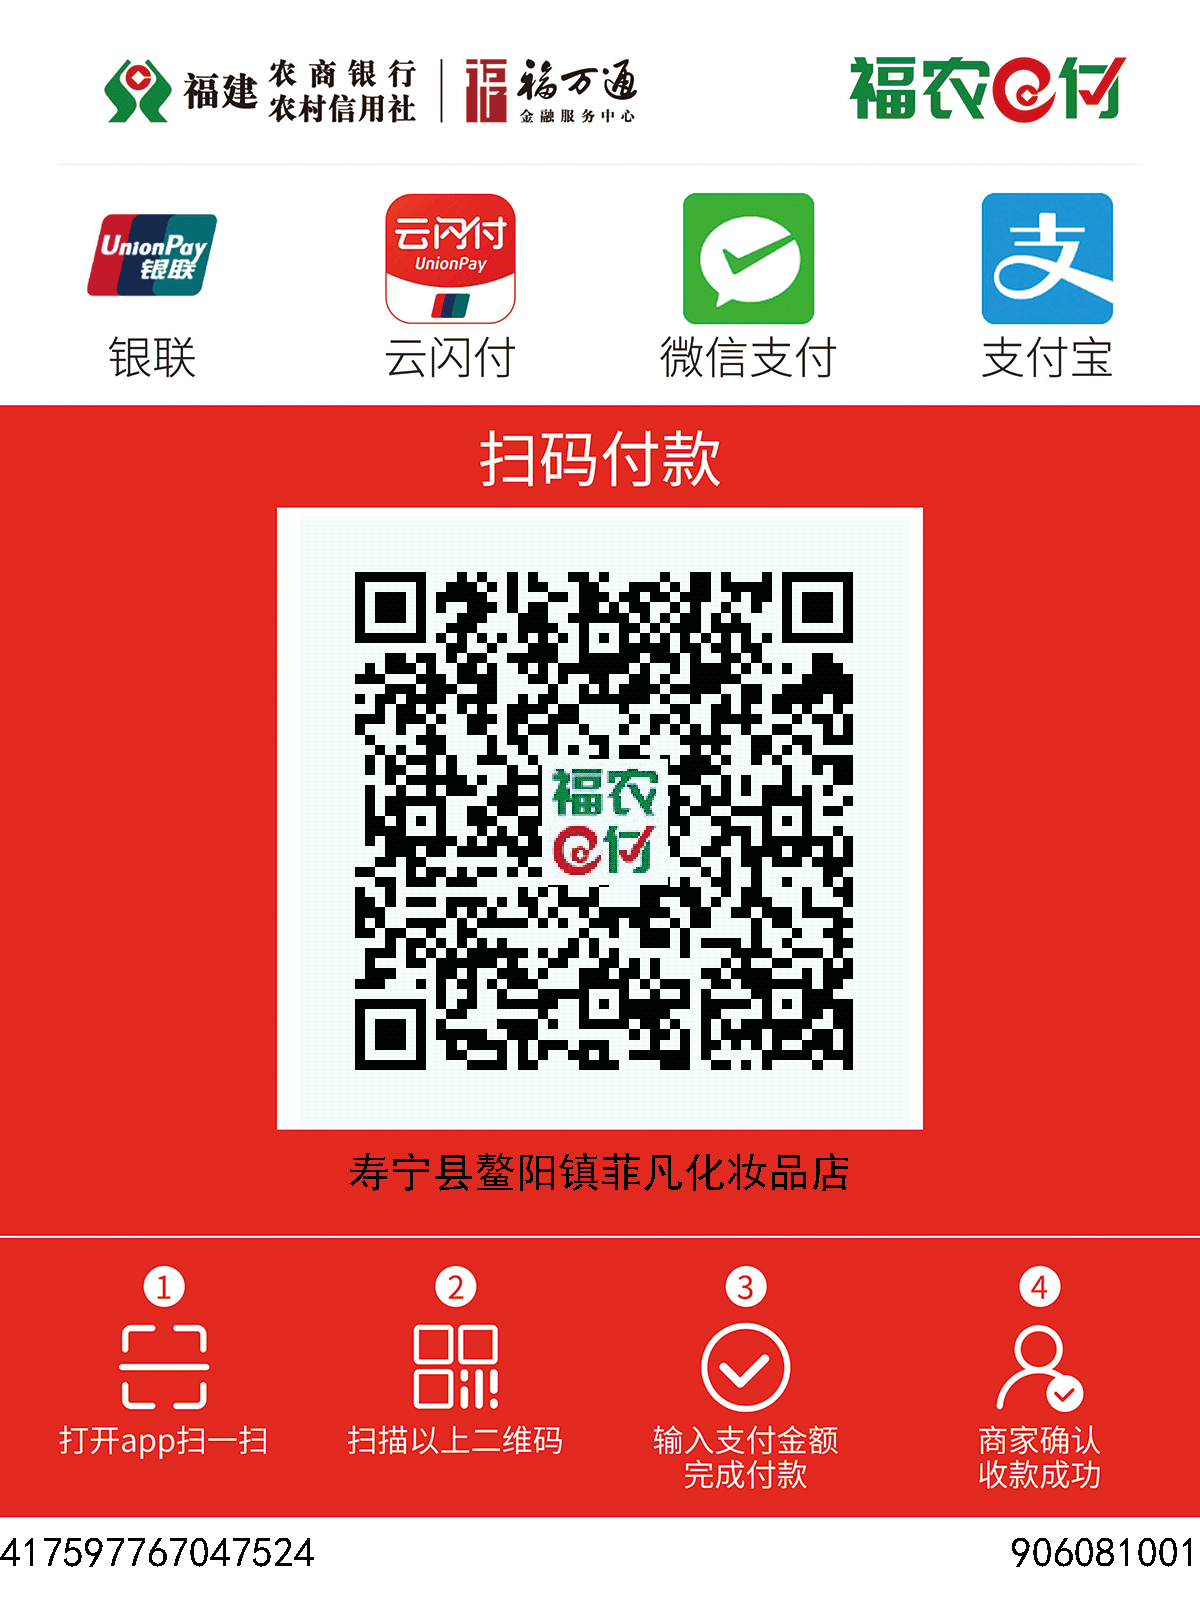 福建 农商银行 农村信用社 福 福万通 金融服务中心 福农e付
UnionPay 银联
云闪付 UnionPay
支
银联 云闪付 微信支付 支付宝
扫码付款
福农
e付
寿宁县鳌阳镇菲凡化妆品店
1 2 3 4
打开app扫一扫 扫描以上二维码 输入支付金额 商家确认
完成付款 收款成功
417597767047524 906081001